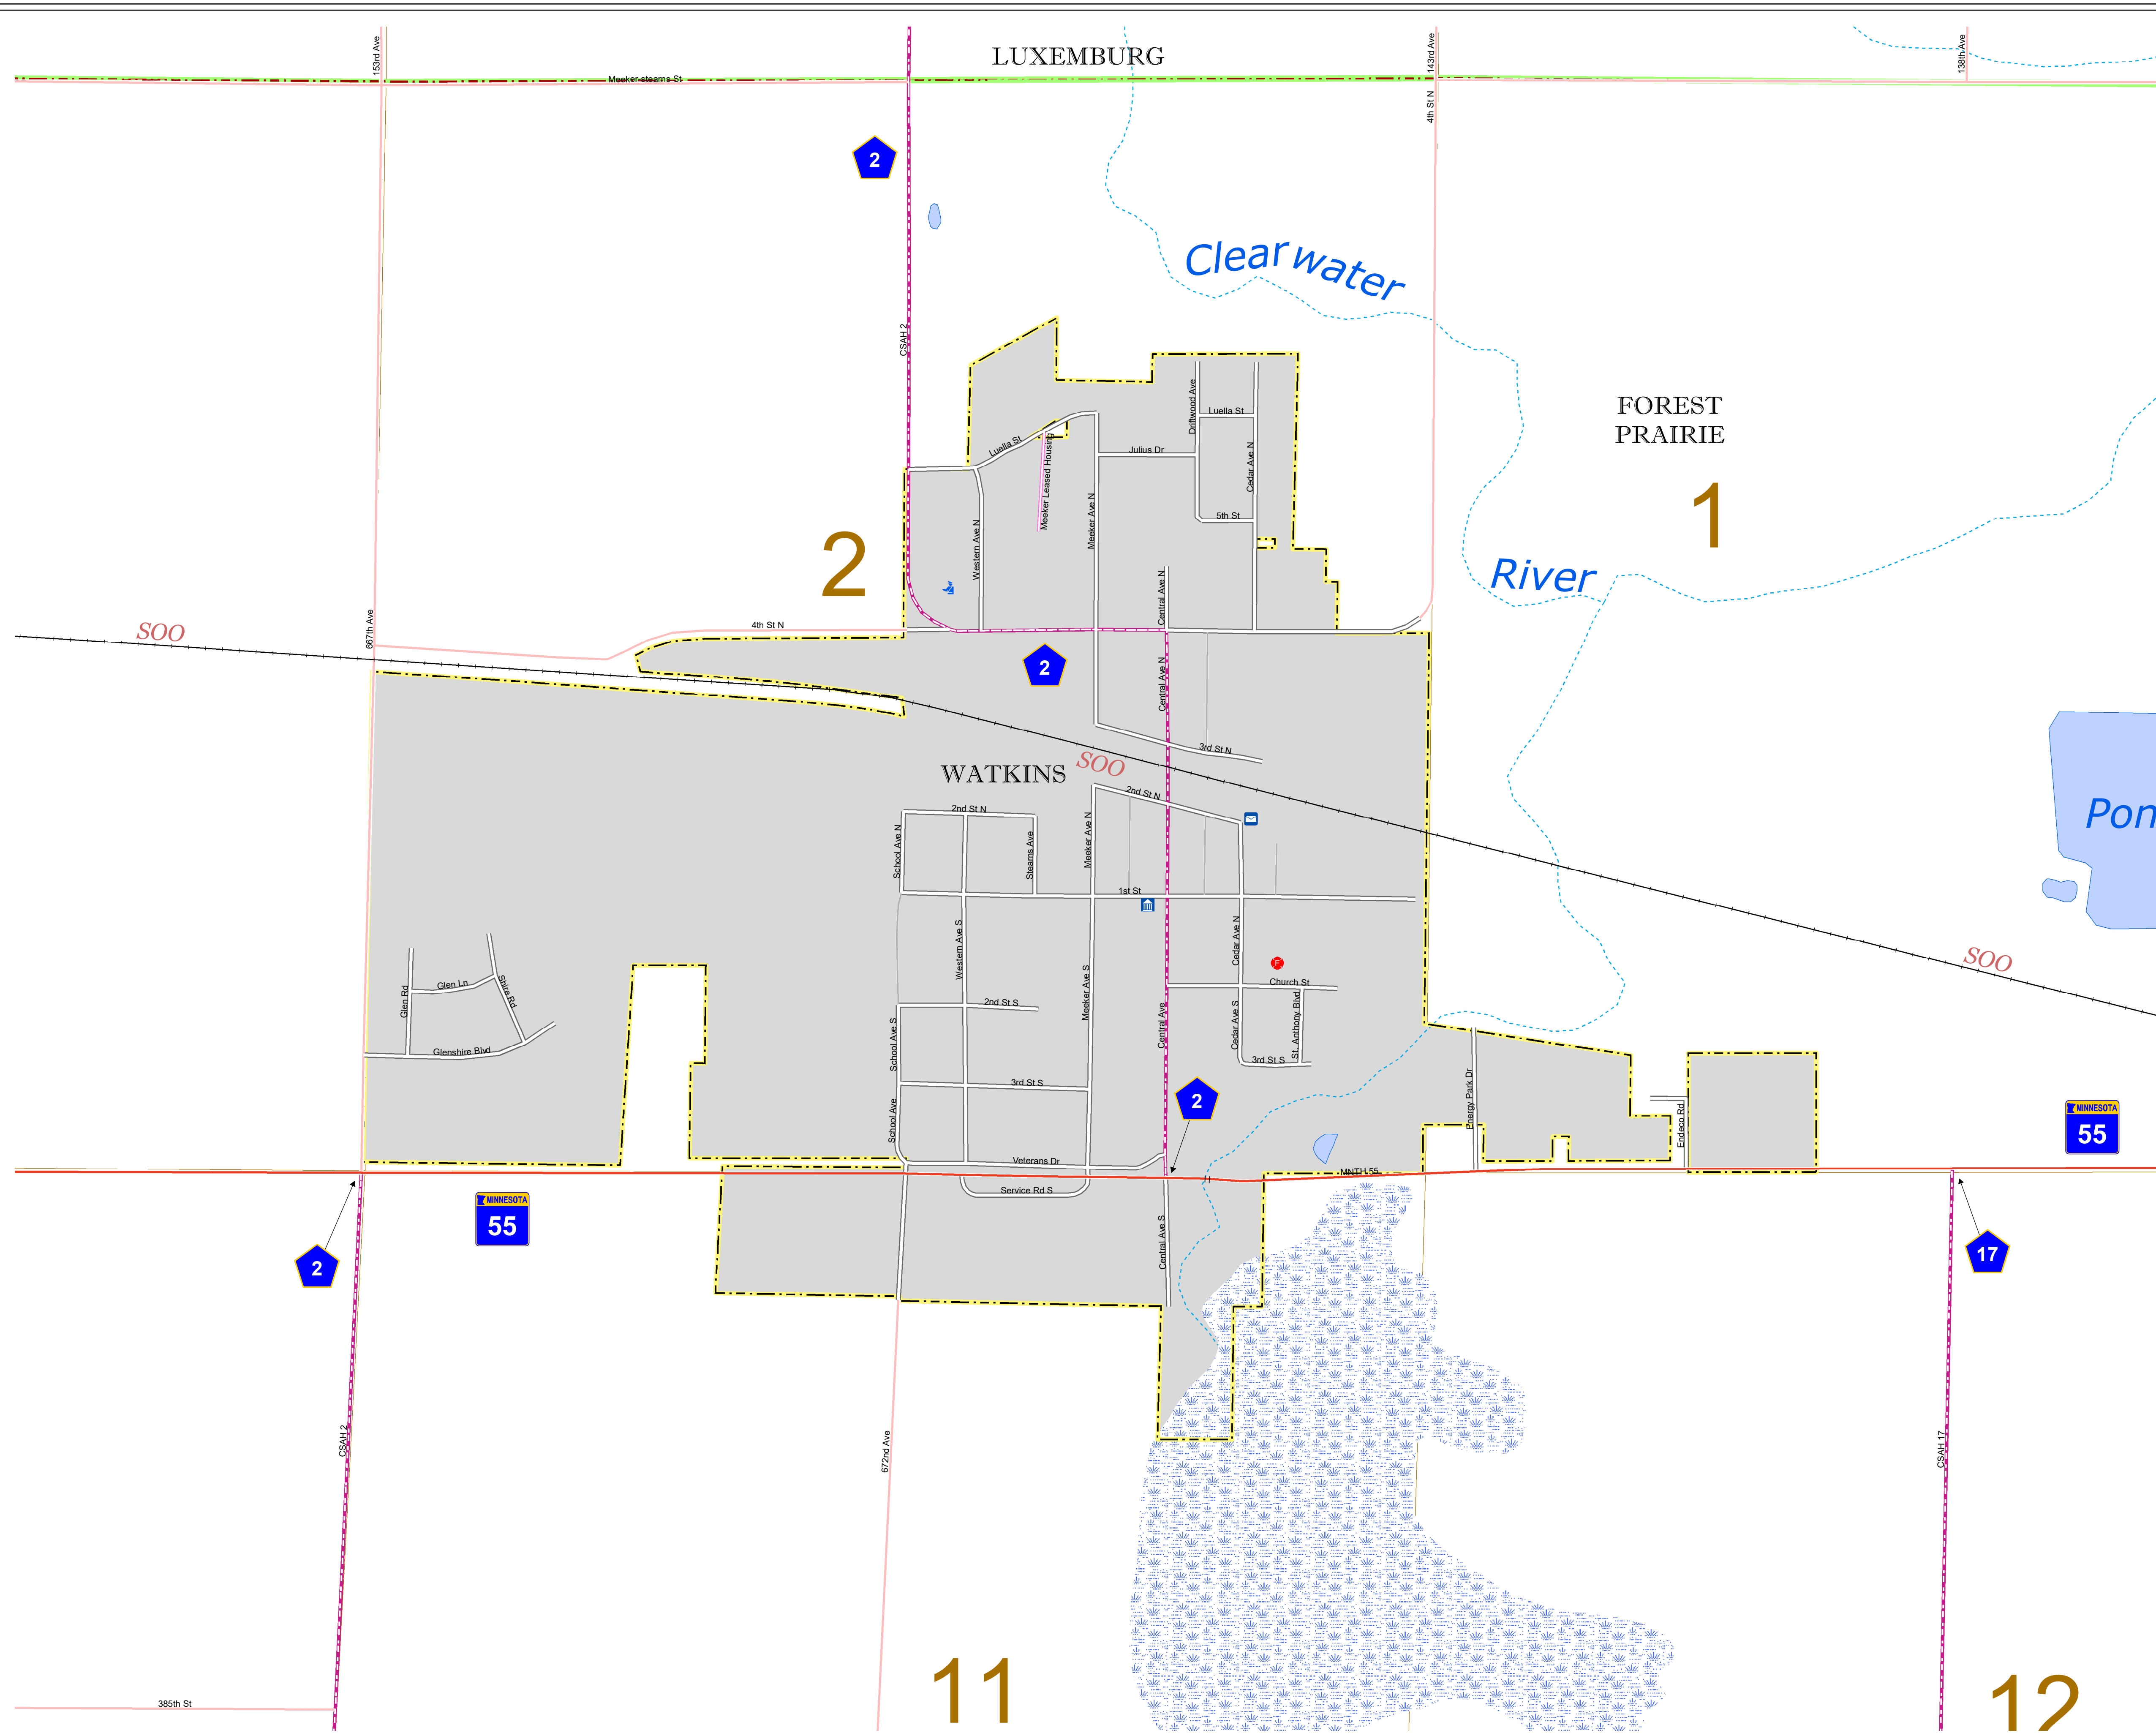 153rd Ave
LUXEMBURG
143rd Ave
138th Ave
Meeker-stearns St
4th St N
2
Clearwater
CSAH 2
FOREST
PRAIRIE
Driftwood Ave
Luella St
Luella St
Julius Dr
Meeker Leased Housing
Cedar Ave N
1
Western Ave N
Meeker Ave N
5th St
2
River
Central Ave N
SOO
667th Ave
4th St N
2
Central Ave N
3rd St N
WATKINS
SOO
2nd St N
2nd St N
Pon
School Ave N
Stearns Ave
Meeker Ave N
1st St
Western Ave S
Cedar Ave N
SOO
F
Glen Rd
Glen Ln
Shire Rd
Church St
2nd St S
Meeker Ave S
Central Ave
Cedar Ave S
St. Anthony Blvd
School Ave S
Glenshire Blvd
3rd St S
3rd St S
Energy Park Dr
2
School Ave
Endeco Rd
MINNESOTA
55
Veterans Dr
MNTH 55
Service Rd S
MINNESOTA
55
Central Ave S
2
17
CSAH 2
672nd Ave
CSAH 17
11
12
385th St